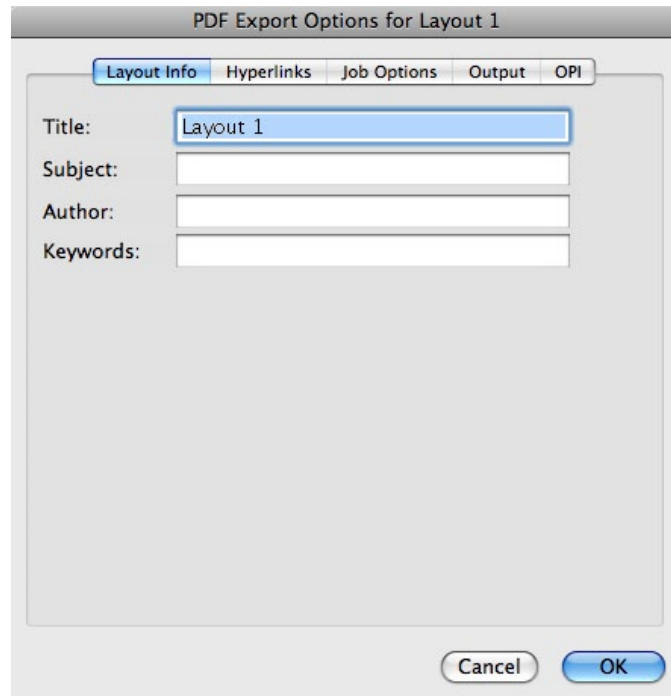 PDF Export Options for Layout 1
Layout Info Hyperlinks Job Options Output OPI
Title: Layout 1
Subject:
Author:
Keywords:
Cancel OK